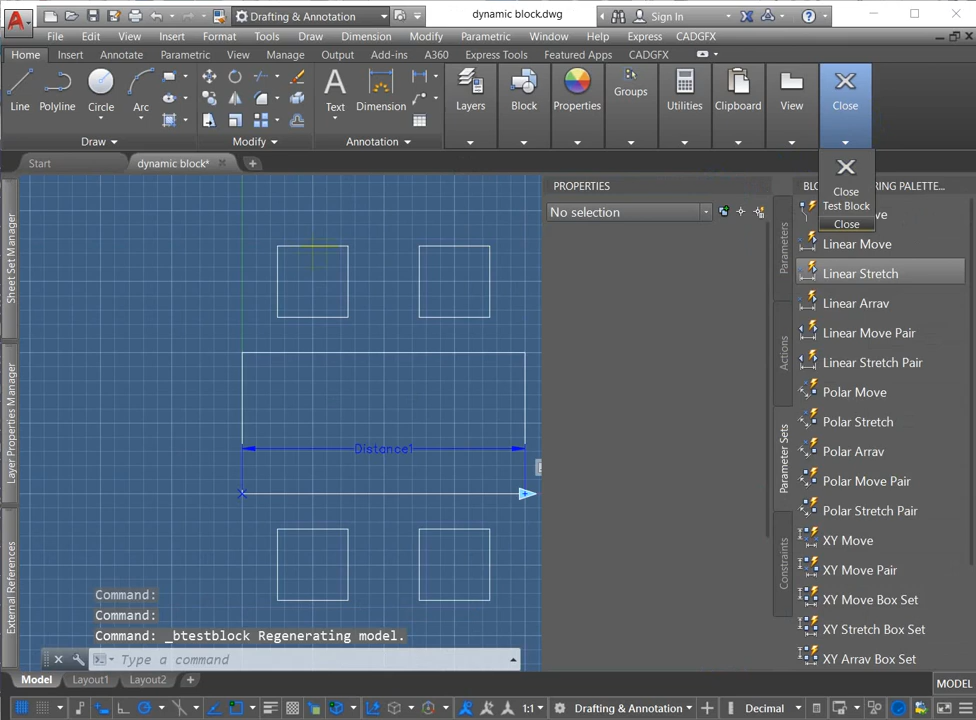 A Drafting & Annotation dynamic block.dwg Sign In
File Edit View Insert Format Tools Draw Dimension Modify Parametric Window Help Express CADGFX
Home Insert Annotate Parametric View Manage Output Add-ins A360 Express Tools Featured Apps CADGFX
Line Polyline Circle Arc Text Dimension Layers Block Properties Groups Utilities Clipboard View Close
Draw Modify Annotation
Start dynamic block*
Close
Test Block
Close
PROPERTIES
No selection
Sheet Set Manager
Layer Properties Manager
External References
Distance1
Parameters
Actions
Parameter Sets
Constraints
Linear Move
Linear Stretch
Linear Array
Linear Move Pair
Linear Stretch Pair
Polar Move
Polar Stretch
Polar Array
Polar Move Pair
Polar Stretch Pair
XY Move
XY Move Pair
XY Move Box Set
XY Stretch Box Set
XY Array Box Set
Command:
Command:
Command: _btestblock Regenerating model.
Type a command
Model Layout1 Layout2
MODEL
1:1 Drafting & Annotation Decimal